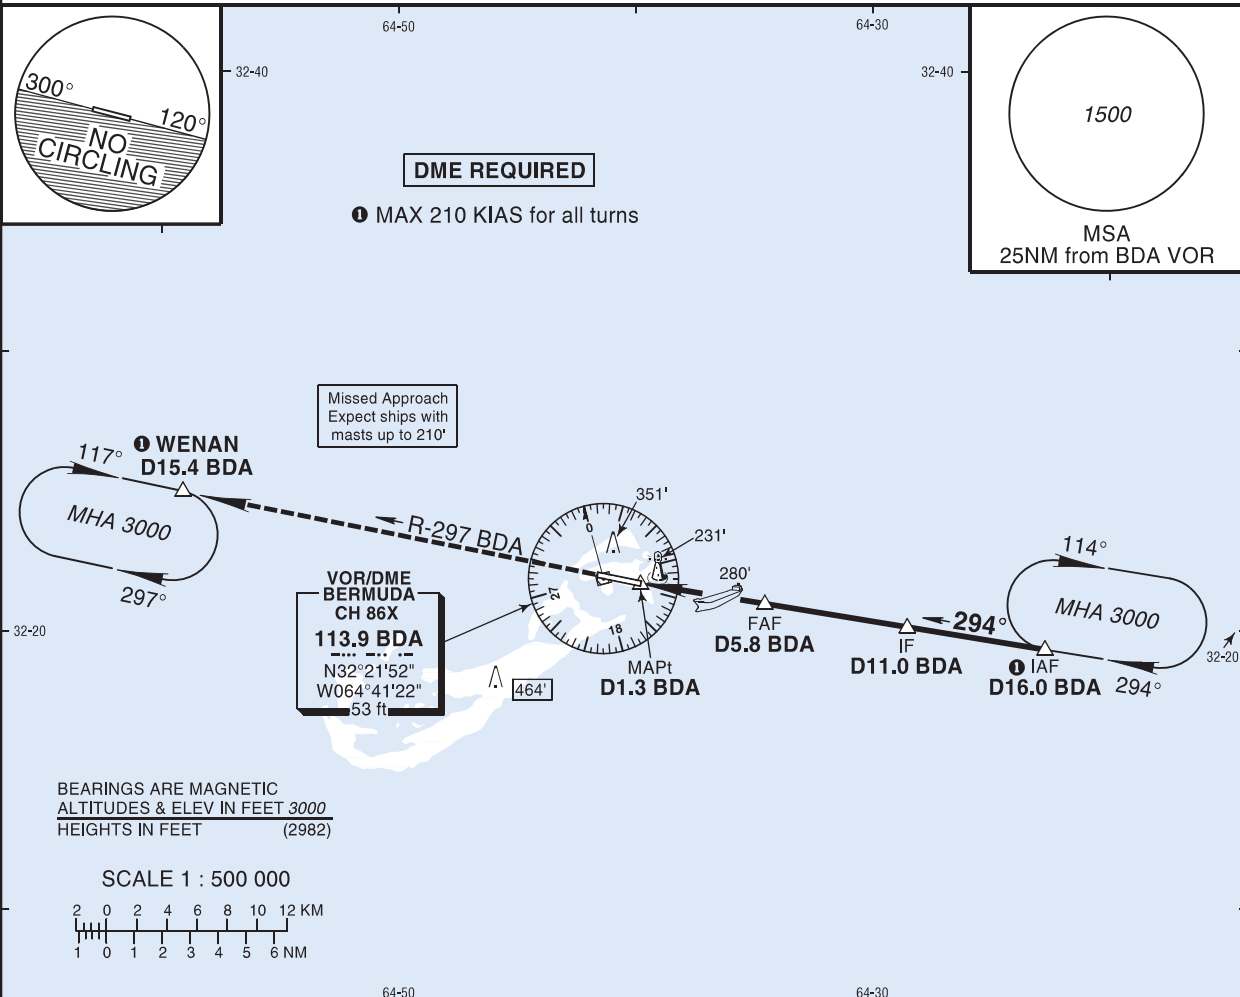 64-50
64-30
32-40
32-40
300°
120°
NO
CIRCLING
DME REQUIRED
❶ MAX 210 KIAS for all turns
1500
MSA
25NM from BDA VOR
Missed Approach
Expect ships with
masts up to 210'
❶ WENAN
D15.4 BDA
117°
MHA 3000
297°
R-297 BDA
351'
231'
280'
0
27
18
VOR/DME
BERMUDA
CH 86X
113.9 BDA
N32°21'52"
W064°41'22"
53 ft
464'
MAPt
D1.3 BDA
FAF
D5.8 BDA
294°
IF
D11.0 BDA
❶ IAF
D16.0 BDA
114°
MHA 3000
294°
32-20
32-20
BEARINGS ARE MAGNETIC
ALTITUDES & ELEV IN FEET 3000
HEIGHTS IN FEET (2982)
SCALE 1 : 500 000
2 0 2 4 6 8 10 12 KM
1 0 1 2 3 4 5 6 NM
64-50
64-30